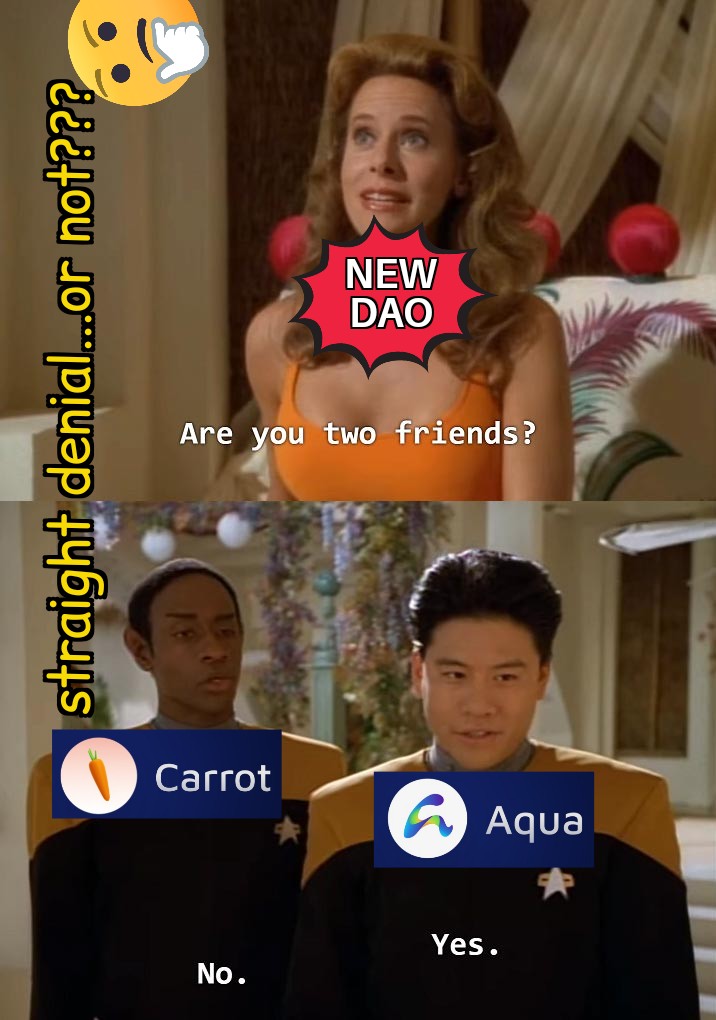 straight denial....or not???
NEW
DAO
Are you two friends?
Carrot
Aqua
Yes.
No.